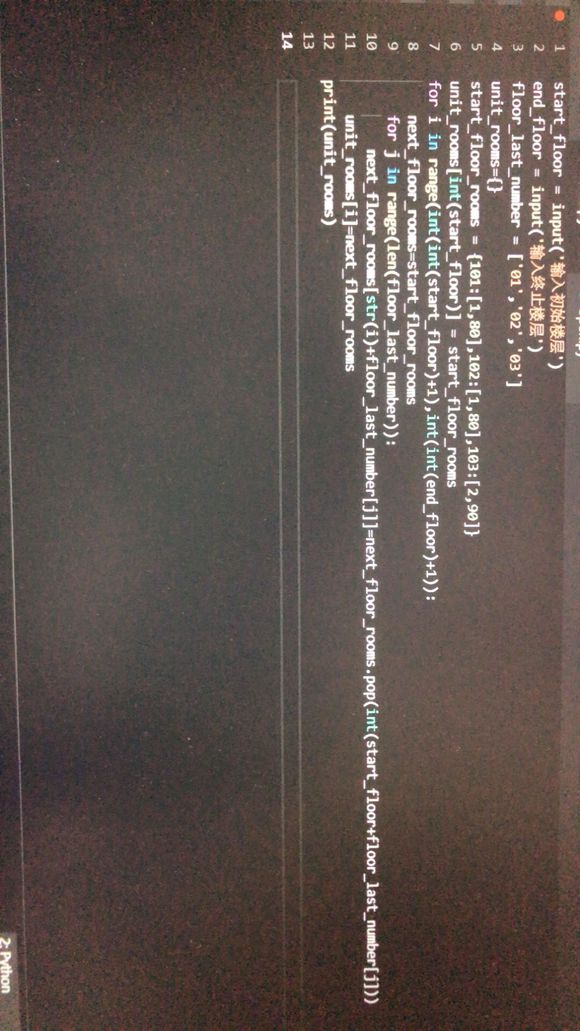 1 start_floor = input('输入初始楼层')
2 end_floor = input('输入终止楼层')
3 floor_last_number = ['01','02','03']
4 unit_rooms={}
5 start_floor_rooms = {101:[1,80],102:[1,80],103:[2,90]}
6 unit_rooms[int(start_floor)] = start_floor_rooms
7 for i in range(int(int(start_floor)+1),int(int(end_floor)+1)):
8 next_floor_rooms=start_floor_rooms
9 for j in range(len(floor_last_number)):
10 next_floor_rooms[str(i)+floor_last_number[j]]=next_floor_rooms.pop(int(start_floor+floor_last_number[j]))
11 unit_rooms[i]=next_floor_rooms
12 print(unit_rooms)
13
14
2: Python